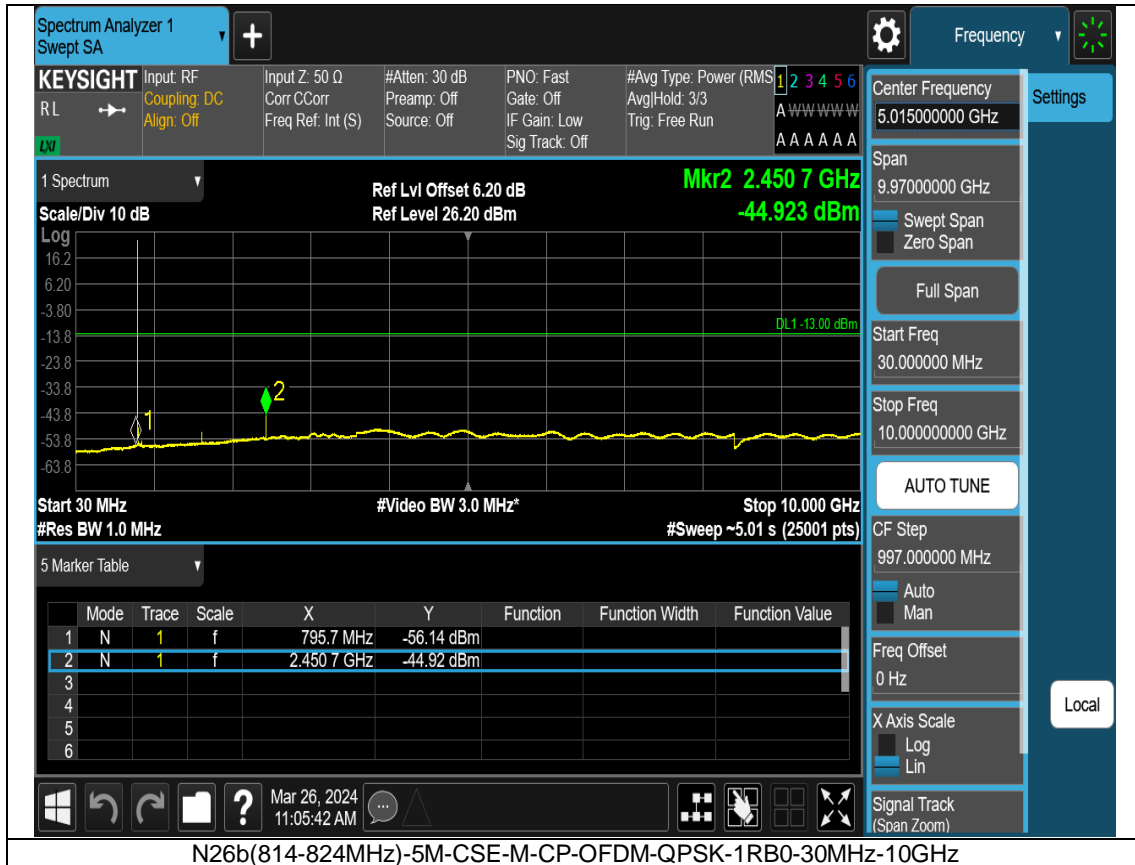 Spectrum Analyzer 1
Swept SA
+
Frequency
KEYSIGHT
RL
LXI
Input: RF
Coupling: DC
Align: Off
Input Z: 50 Ω
Corr CCorr
Freq Ref: Int (S)
#Atten: 30 dB
Preamp: Off
Source: Off
PNO: Fast
Gate: Off
IF Gain: Low
Sig Track: Off
#Avg Type: Power (RMS
Avg|Hold: 3/3
Trig: Free Run
1 2 3 4 5 6
A W W W W W
A A A A A A
1 Spectrum
Scale/Div 10 dB
Ref Lvl Offset 6.20 dB
Ref Level 26.20 dBm
Mkr2 2.450 7 GHz
-44.923 dBm
Log
16.2
6.20
-3.80
-13.8
-23.8
-33.8
-43.8
-53.8
-63.8
DL1 -13.00 dBm
1
2
Start 30 MHz
#Video BW 3.0 MHz*
Stop 10.000 GHz
#Res BW 1.0 MHz
#Sweep ~5.01 s (25001 pts)
5 Marker Table
Mode Trace Scale X Y Function Function Width Function Value
1 N 1 f 795.7 MHz -56.14 dBm
2 N 1 f 2.450 7 GHz -44.92 dBm
3
4
5
6
?
Mar 26, 2024
11:05:42 AM
Center Frequency
5.015000000 GHz
Settings
Span
9.97000000 GHz
Swept Span
Zero Span
Full Span
Start Freq
30.000000 MHz
Stop Freq
10.000000000 GHz
AUTO TUNE
CF Step
997.000000 MHz
Auto
Man
Freq Offset
0 Hz
X Axis Scale
Log
Lin
Signal Track
(Span Zoom)
Local
N26b(814-824MHz)-5M-CSE-M-CP-OFDM-QPSK-1RB0-30MHz-10GHz